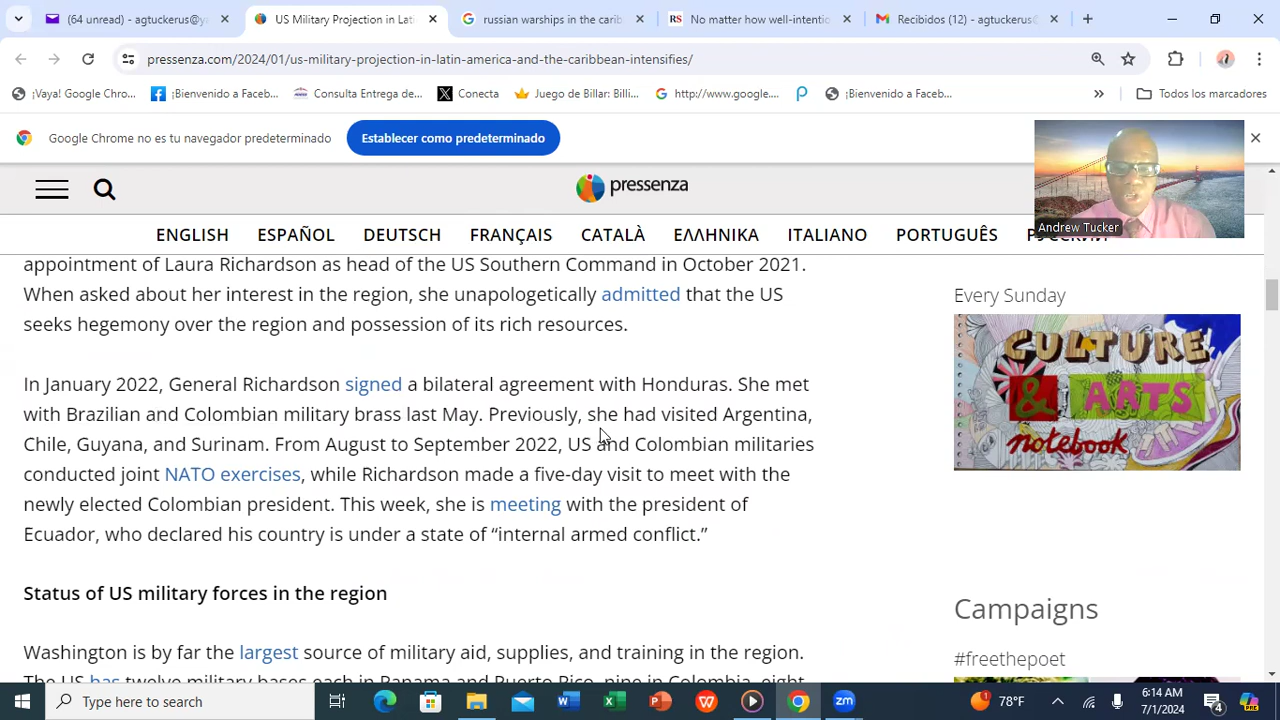 (64 unread) - agtuckerus@y
US Military Projection in Lati
russian warships in the carib
No matter how well-intentio
Recibidos (12) - agtuckerus@
pressenza.com/2024/01/us-military-projection-in-latin-america-and-the-caribbean-intensifies/
¡Vaya! Google Chro...
¡Bienvenido a Faceb...
Consulta Entrega de...
Conecta
Juego de Billar: Billi...
http://www.google....
¡Bienvenido a Faceb...
Todos los marcadores
Google Chrome no es tu navegador predeterminado
Establecer como predeterminado
pressenza
Andrew Tucker
ENGLISH ESPAÑOL DEUTSCH FRANÇAIS CATALÀ ΕΛΛΗΝΙΚΑ ITALIANO PORTUGUÊS
appointment of Laura Richardson as head of the US Southern Command in October 2021.
When asked about her interest in the region, she unapologetically admitted that the US
seeks hegemony over the region and possession of its rich resources.
In January 2022, General Richardson signed a bilateral agreement with Honduras. She met
with Brazilian and Colombian military brass last May. Previously, she had visited Argentina,
Chile, Guyana, and Surinam. From August to September 2022, US and Colombian militaries
conducted joint NATO exercises, while Richardson made a five-day visit to meet with the
newly elected Colombian president. This week, she is meeting with the president of
Ecuador, who declared his country is under a state of “internal armed conflict.”
Status of US military forces in the region
Washington is by far the largest source of military aid, supplies, and training in the region.
The US has twelve military bases each in Panama and Puerto Rico, nine in Colombia, eight
Every Sunday
CULTURE
& ARTS
notebook
Campaigns
#freethepoet
Type here to search
78°F
6:14 AM
7/1/2024